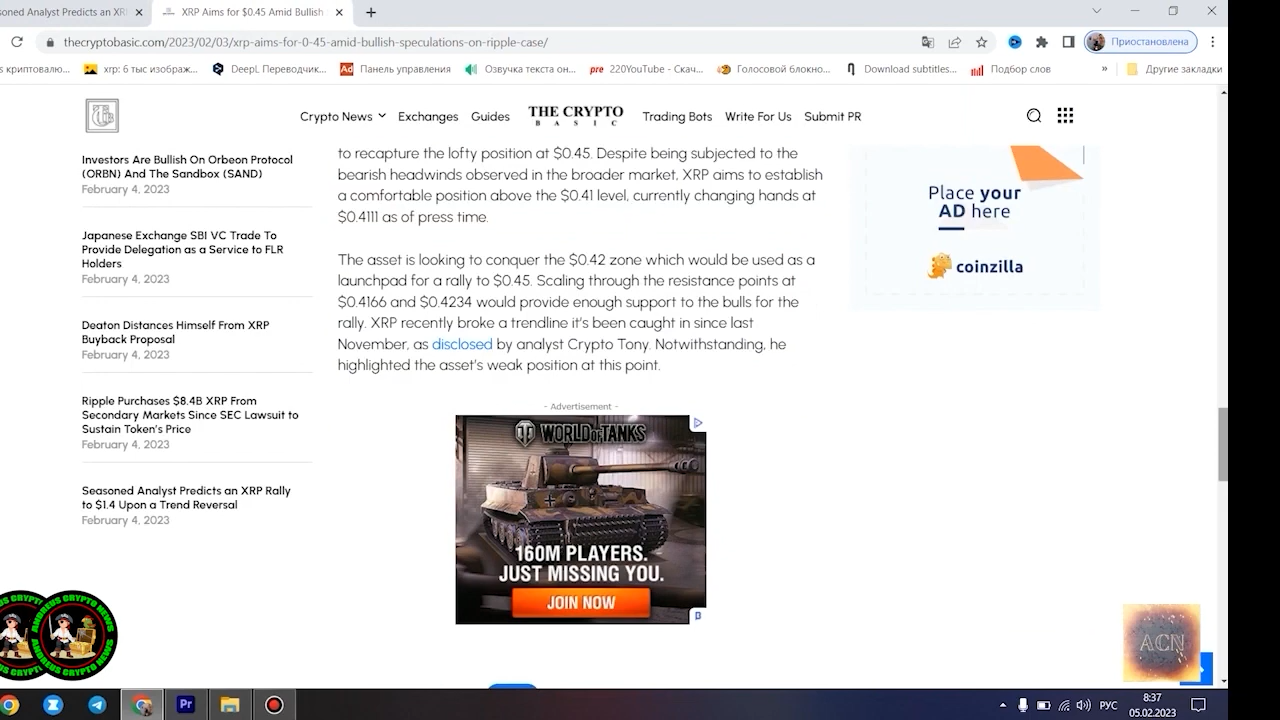 soned Analyst Predicts an XRI
XRP Aims for $0.45 Amid Bullish
thecryptobasic.com/2023/02/03/xrp-aims-for-0-45-amid-bullish-speculations-on-ripple-case/
Приостановлена
s криптовалю...
xrp: 6 тыс изображ...
DeepL Переводчик...
Ad
Панель управления
Озвучка текста он...
pre
220YouTube - Скач...
Голосовой блокно...
Download subtitles...
Подбор слов
»
Другие закладки
Crypto News
Exchanges
Guides
THE CRYPTO
BASIC
Trading Bots
Write For Us
Submit PR
Investors Are Bullish On Orbeon Protocol
(ORBN) And The Sandbox (SAND)
February 4, 2023
Japanese Exchange SBI VC Trade To
Provide Delegation as a Service to FLR
Holders
February 4, 2023
Deaton Distances Himself From XRP
Buyback Proposal
February 4, 2023
Ripple Purchases $8.4B XRP From
Secondary Markets Since SEC Lawsuit to
Sustain Token's Price
February 4, 2023
Seasoned Analyst Predicts an XRP Rally
to $1.4 Upon a Trend Reversal
February 4, 2023
to recapture the lofty position at $0.45. Despite being subjected to the
bearish headwinds observed in the broader market, XRP aims to establish
a comfortable position above the $0.41 level, currently changing hands at
$0.4111 as of press time.
The asset is looking to conquer the $0.42 zone which would be used as a
launchpad for a rally to $0.45. Scaling through the resistance points at
$0.4166 and $0.4234 would provide enough support to the bulls for the
rally. XRP recently broke a trendline it's been caught in since last
November, as disclosed by analyst Crypto Tony. Notwithstanding, he
highlighted the asset's weak position at this point.
- Advertisement -
WORLD OF TANKS
160M PLAYERS.
JUST MISSING YOU.
JOIN NOW
Place your
AD here
coinzilla
ANDREUS CRYPTO NEWS
ACN
Pr
РУС
8:37
05.02.2023